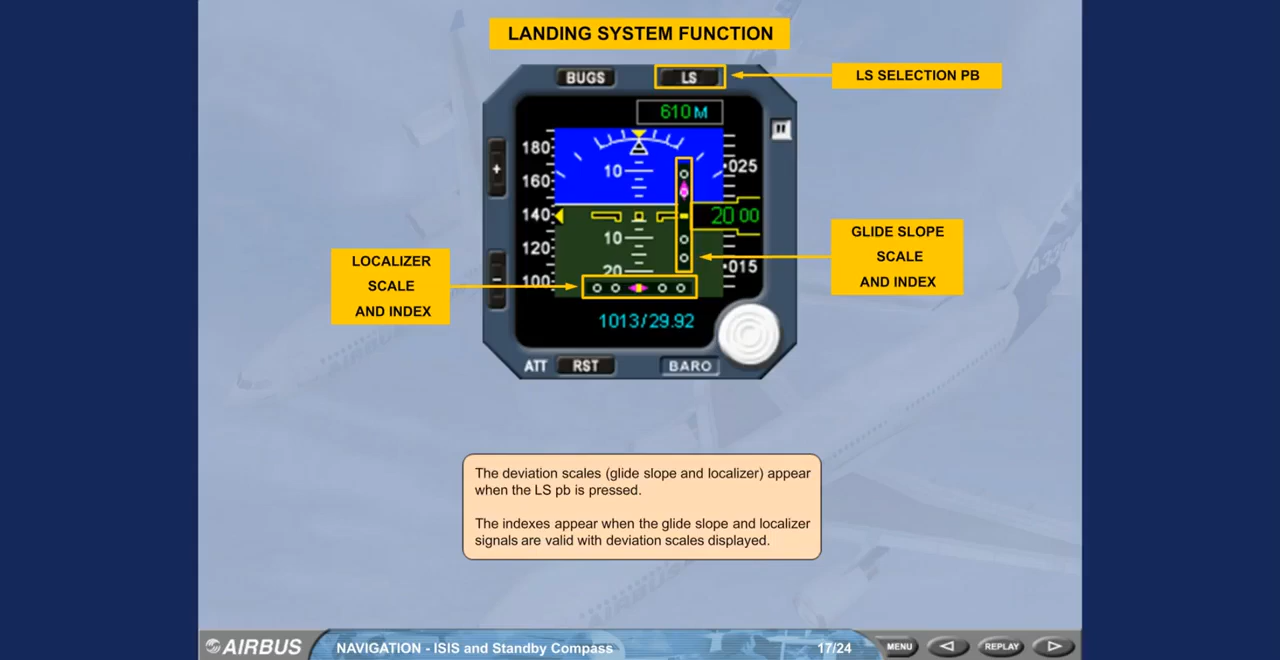 LANDING SYSTEM FUNCTION
BUGS
LS
LS SELECTION PB
610 M
180
160
140
120
100
10
10
20
025
20 00
015
GLIDE SLOPE
SCALE
AND INDEX
LOCALIZER
SCALE
AND INDEX
+
-
1013/29.92
ATT
RST
BARO
The deviation scales (glide slope and localizer) appear
when the LS pb is pressed.
The indexes appear when the glide slope and localizer
signals are valid with deviation scales displayed.
AIRBUS
NAVIGATION - ISIS and Standby Compass
17/24
MENU
REPLAY